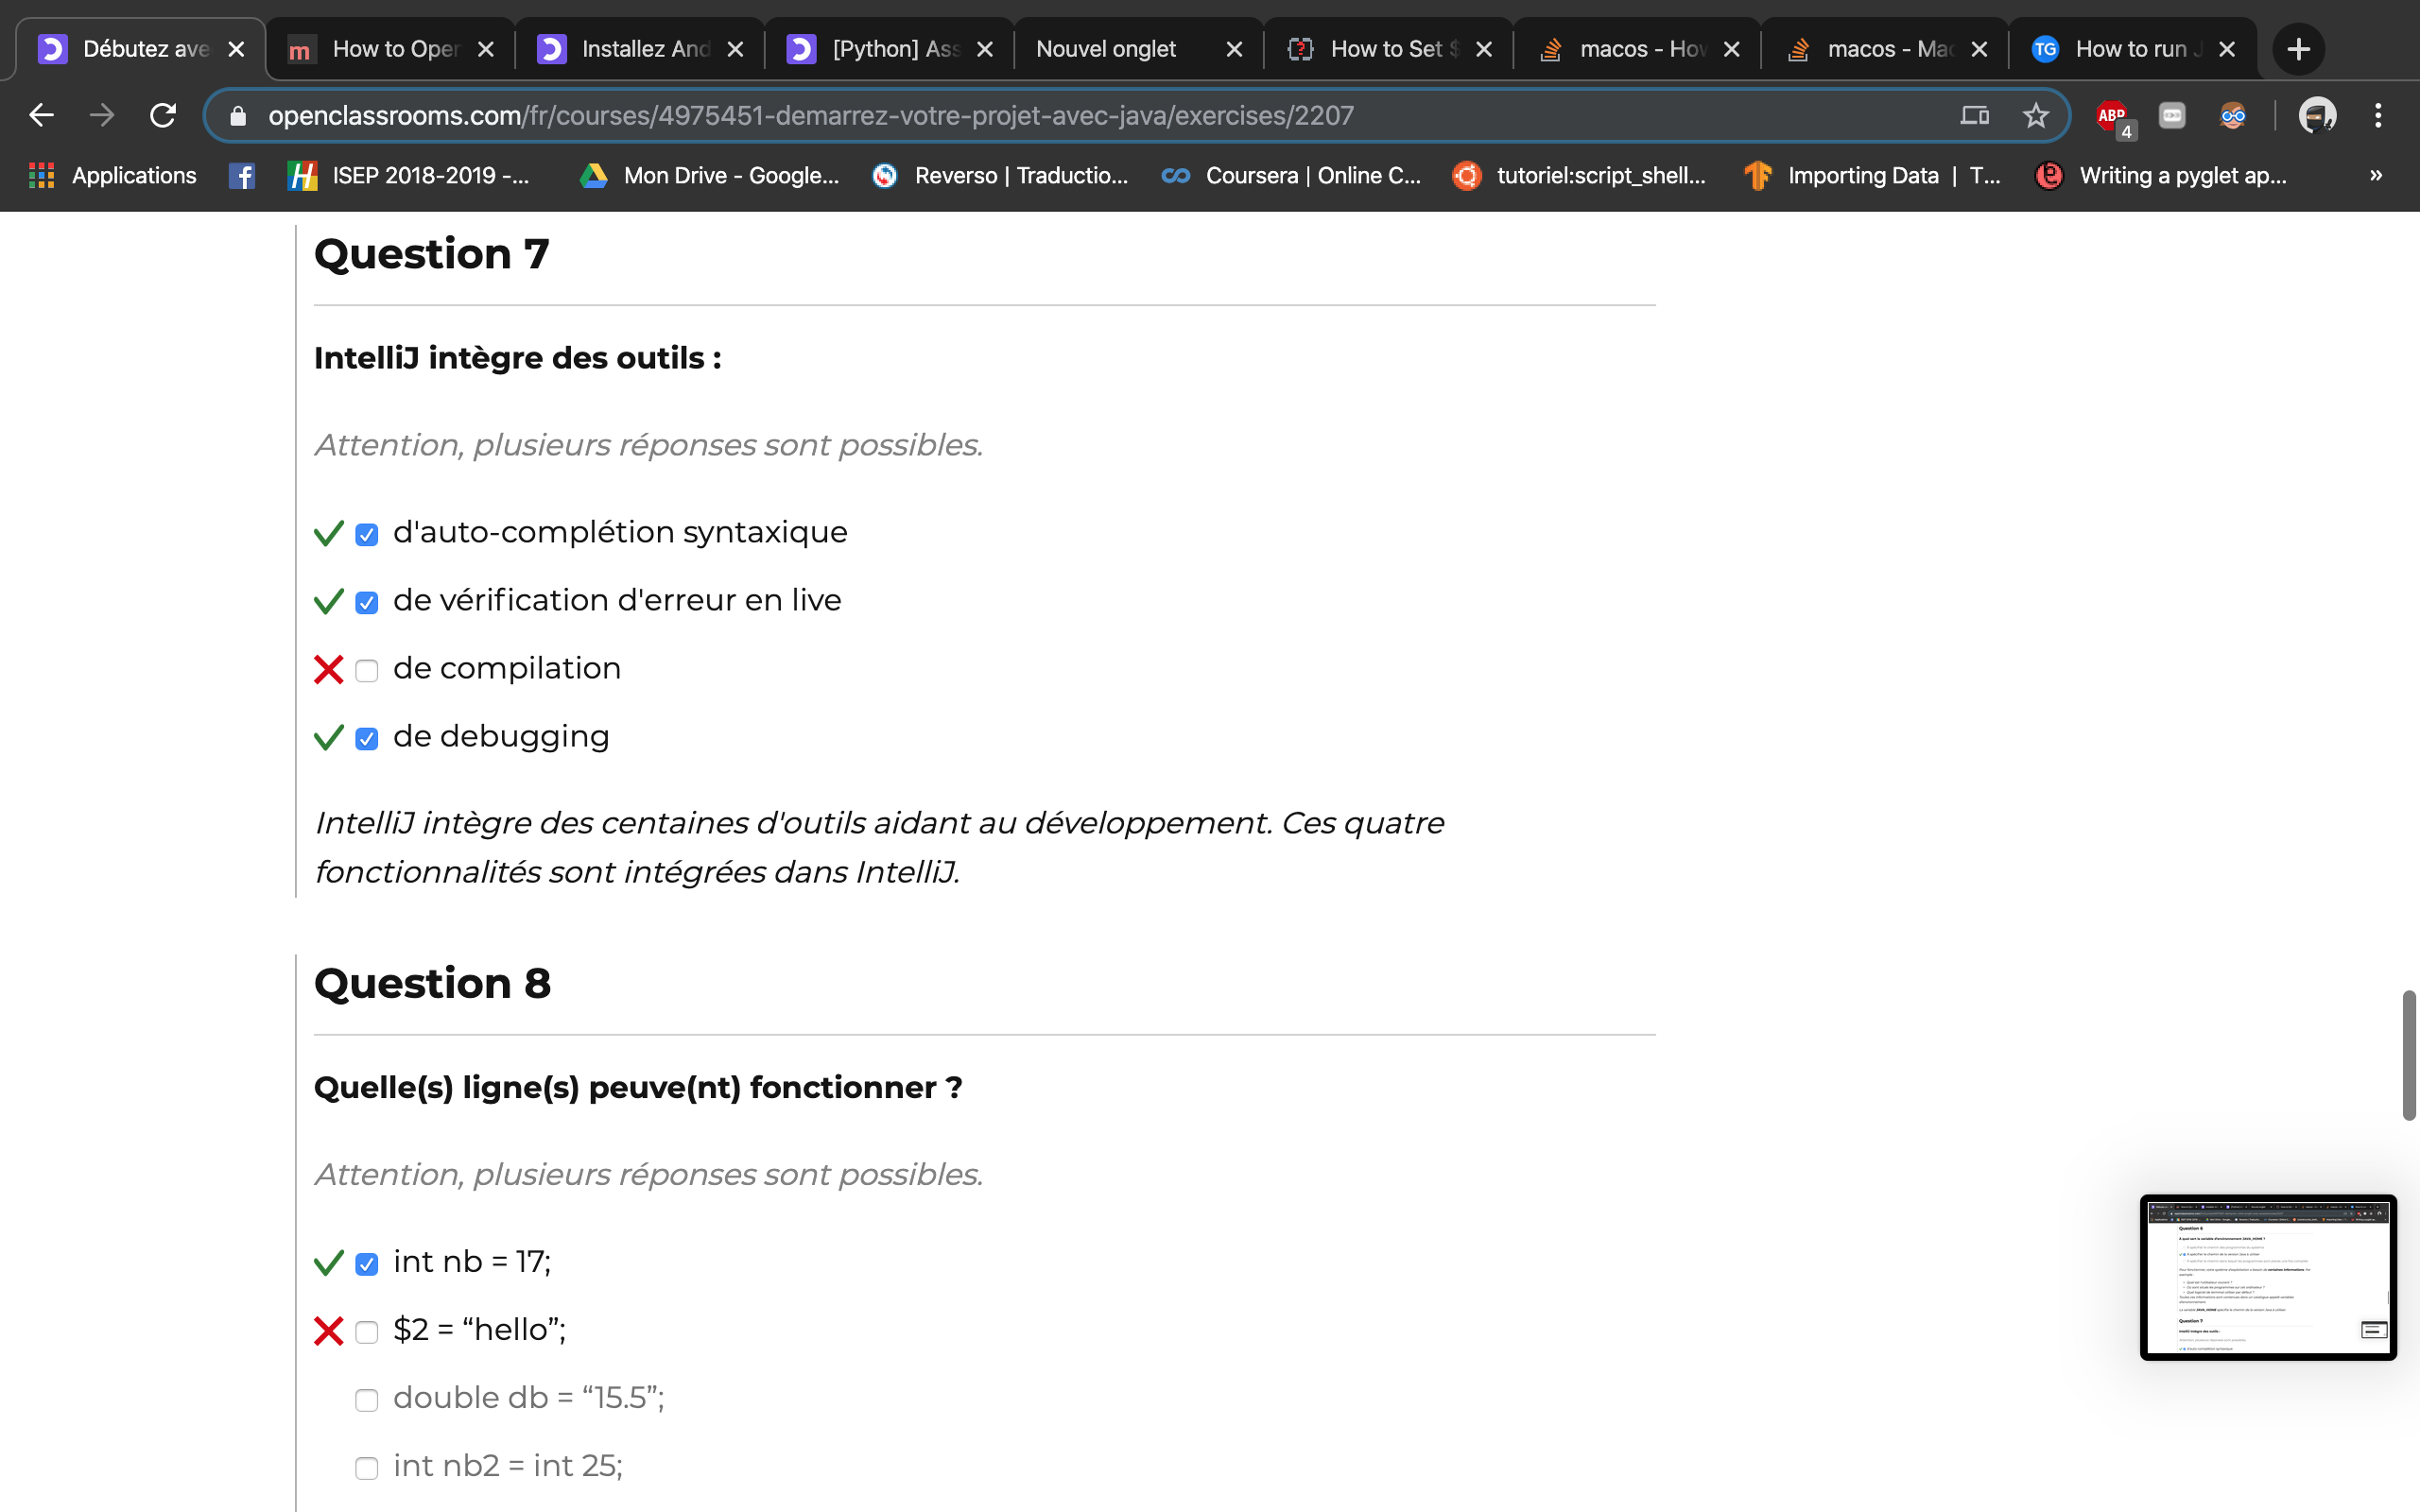 Débutez ave
How to Oper
Installez And
[Python] Ass
Nouvel onglet
How to Set $
macos - How
macos - Mac
TG How to run J
openclassrooms.com/fr/courses/4975451-demarrez-votre-projet-avec-java/exercises/2207
ABP 4
Applications
ISEP 2018-2019 -...
Mon Drive - Google...
Reverso | Traductio...
Coursera | Online C...
tutoriel:script_shell...
Importing Data | T...
Writing a pyglet ap...
»
Question 7
IntelliJ intègre des outils :
Attention, plusieurs réponses sont possibles.
d'auto-complétion syntaxique
de vérification d'erreur en live
de compilation
de debugging
IntelliJ intègre des centaines d'outils aidant au développement. Ces quatre
fonctionnalités sont intégrées dans IntelliJ.
Question 8
Quelle(s) ligne(s) peuve(nt) fonctionner ?
Attention, plusieurs réponses sont possibles.
int nb = 17;
$2 = “hello”;
double db = “15.5”;
int nb2 = int 25;
Question 6
Question 7